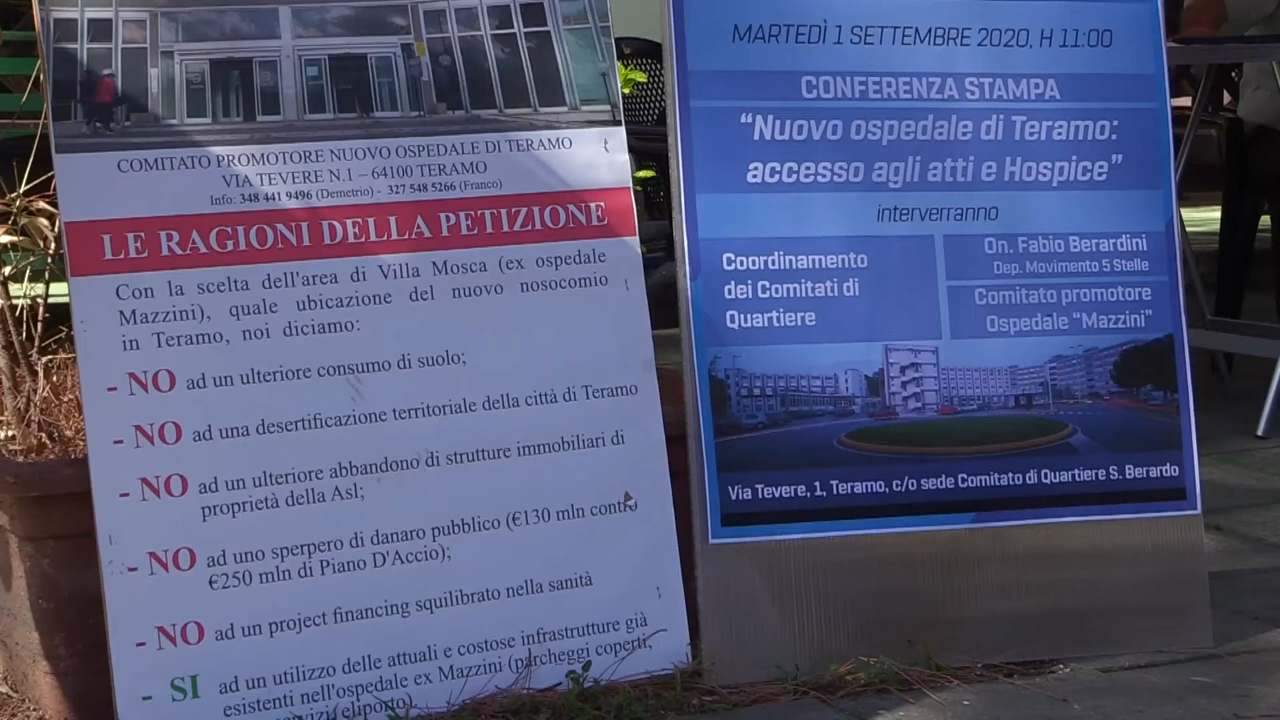 COMITATO PROMOTORE NUOVO OSPEDALE DI TERAMO
VIA TEVERE N.1 – 64100 TERAMO
Info: 348 441 9496 (Demetrio) - 327 548 5266 (Franco)
LE RAGIONI DELLA PETIZIONE
Con la scelta dell'area di Villa Mosca (ex ospedale
Mazzini), quale ubicazione del nuovo nosocomio
in Teramo, noi diciamo:
- NO ad un ulteriore consumo di suolo;
- NO ad una desertificazione territoriale della città di Teramo
- NO ad un ulteriore abbandono di strutture immobiliari di
proprietà della Asl;
- NO ad uno sperpero di danaro pubblico (€130 mln contro
€250 mln di Piano D'Accio);
- NO ad un project financing squilibrato nella sanità
- SI ad un utilizzo delle attuali e costose infrastrutture già
esistenti nell'ospedale ex Mazzini (parcheggi coperti,
eliporto).
MARTEDÌ 1 SETTEMBRE 2020, H 11:00
CONFERENZA STAMPA
“Nuovo ospedale di Teramo:
accesso agli atti e Hospice”
interverranno
Coordinamento
dei Comitati di
Quartiere
On. Fabio Berardini
Dep. Movimento 5 Stelle
Comitato promotore
Ospedale “Mazzini”
Via Tevere, 1, Teramo, c/o sede Comitato di Quartiere S. Berardo